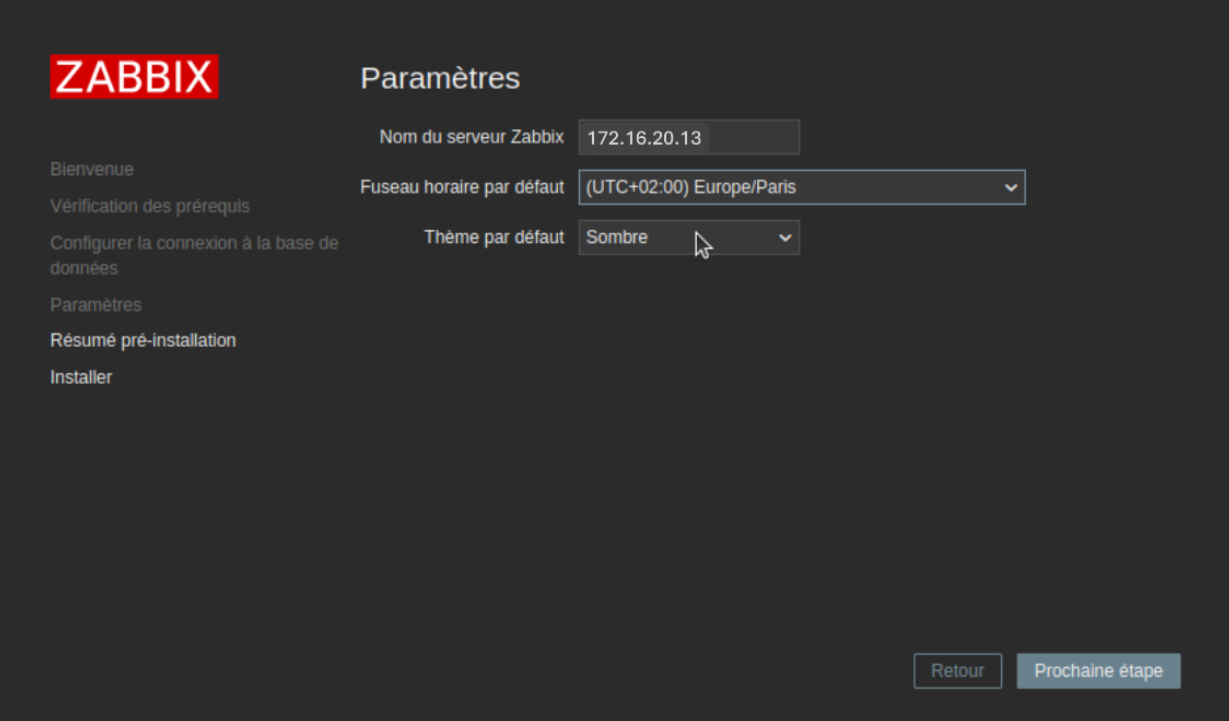 ZABBIX
Bienvenue
Vérification des prérequis
Configurer la connexion à la base de
données
Paramètres
Résumé pré-installation
Installer
Paramètres
Nom du serveur Zabbix 172.16.20.13
Fuseau horaire par défaut (UTC+02:00) Europe/Paris
Thème par défaut Sombre
Retour Prochaine étape